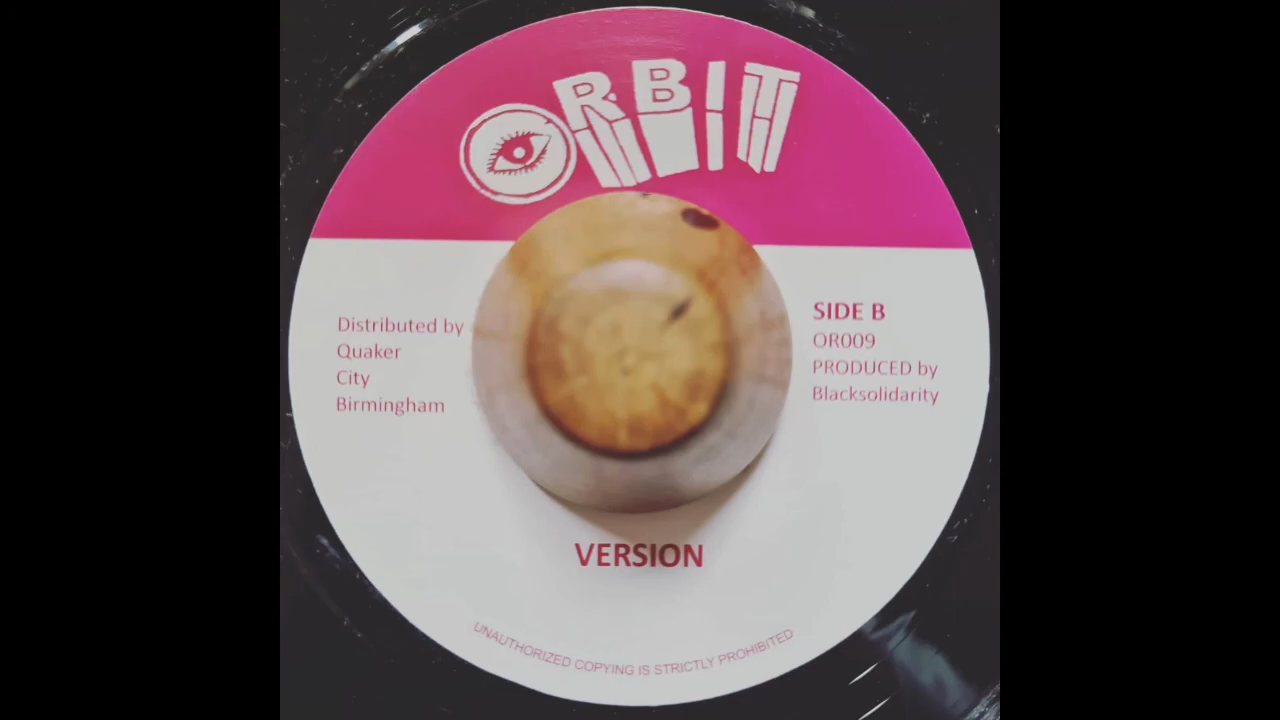 ORBIT
Distributed by
Quaker
City
Birmingham
SIDE B
OR009
PRODUCED by
Blacksolidarity
VERSION
UNAUTHORIZED COPYING IS STRICTLY PROHIBITED